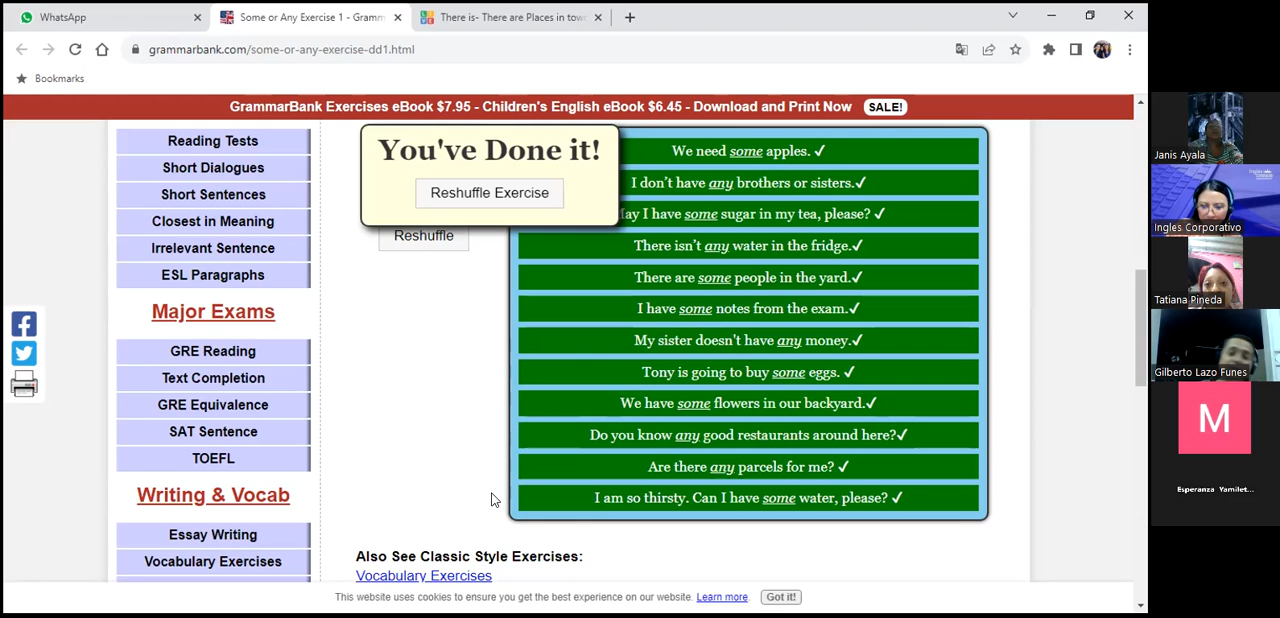 WhatsApp
Some or Any Exercise 1 - Gramm
There is- There are Places in tow
grammarbank.com/some-or-any-exercise-dd1.html
Bookmarks
GrammarBank Exercises eBook $7.95 - Children's English eBook $6.45 - Download and Print Now SALE!
Reading Tests
Short Dialogues
Short Sentences
Closest in Meaning
Irrelevant Sentence
ESL Paragraphs
Major Exams
GRE Reading
Text Completion
GRE Equivalence
SAT Sentence
TOEFL
Writing & Vocab
Essay Writing
Vocabulary Exercises
You've Done it!
Reshuffle Exercise
Reshuffle
We need some apples. ✓
I don't have any brothers or sisters.✓
May I have some sugar in my tea, please? ✓
There isn't any water in the fridge.✓
There are some people in the yard.✓
I have some notes from the exam.✓
My sister doesn't have any money.✓
Tony is going to buy some eggs. ✓
We have some flowers in our backyard.✓
Do you know any good restaurants around here?✓
Are there any parcels for me? ✓
I am so thirsty. Can I have some water, please? ✓
Also See Classic Style Exercises:
Vocabulary Exercises
This website uses cookies to ensure you get the best experience on our website. Learn more. Got it!
Janis Ayala
Ingles Corporativo
Tatiana Pineda
Gilberto Lazo Funes
M
Esperanza Yamilet...